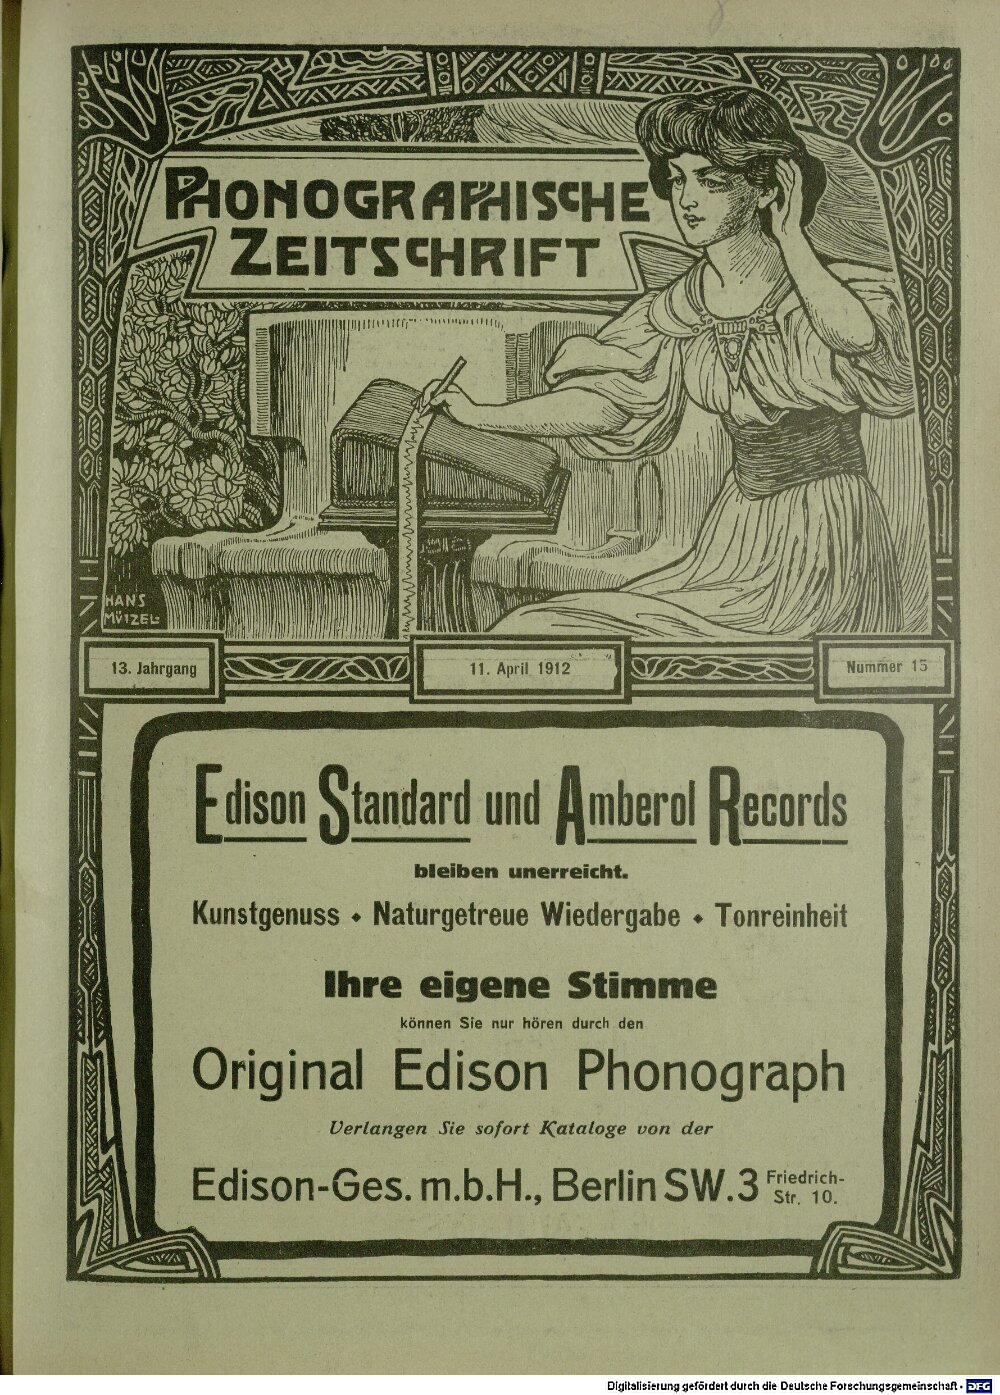 PHONOGRAPHISCHE
ZEITSCHRIFT
HANS
MÜTZEL
13. Jahrgang
11. April 1912
Nummer 15
Edison Standard und Amberol Records
bleiben unerreicht.
Kunstgenuss ◆ Naturgetreue Wiedergabe ◆ Tonreinheit
Ihre eigene Stimme
können Sie nur hören durch den
Original Edison Phonograph
Verlangen Sie sofort Kataloge von der
Edison-Ges. m.b.H., Berlin SW. 3 Friedrich-
Str. 10.
Digitalisierung gefördert durch die Deutsche Forschungsgemeinschaft - DFG